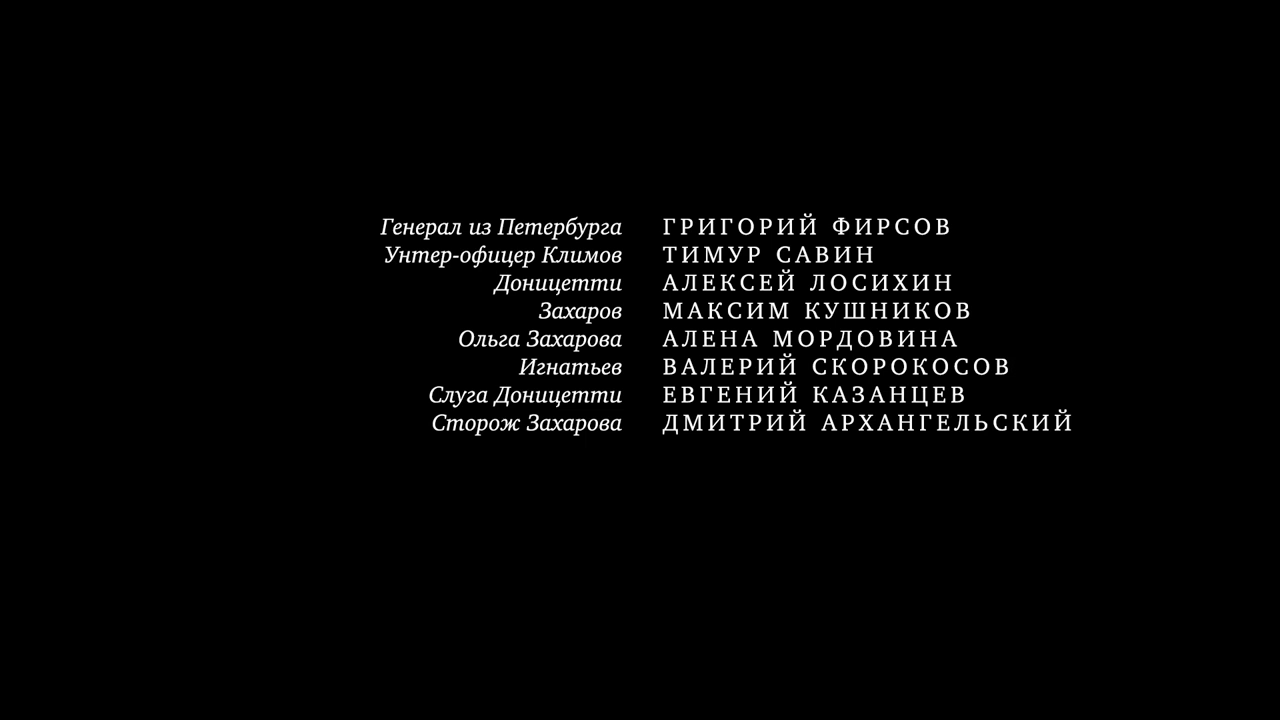 Генерал из Петербурга ГРИГОРИЙ ФИРСОВ
Унтер-офицер Климов ТИМУР САВИН
Доницетти АЛЕКСЕЙ ЛОСИХИН
Захаров МАКСИМ КУШНИКОВ
Ольга Захарова АЛЕНА МОРДОВИНА
Игнатьев ВАЛЕРИЙ СКОРОКОСОВ
Слуга Доницетти ЕВГЕНИЙ КАЗАНЦЕВ
Сторож Захарова ДМИТРИЙ АРХАНГЕЛЬСКИЙ